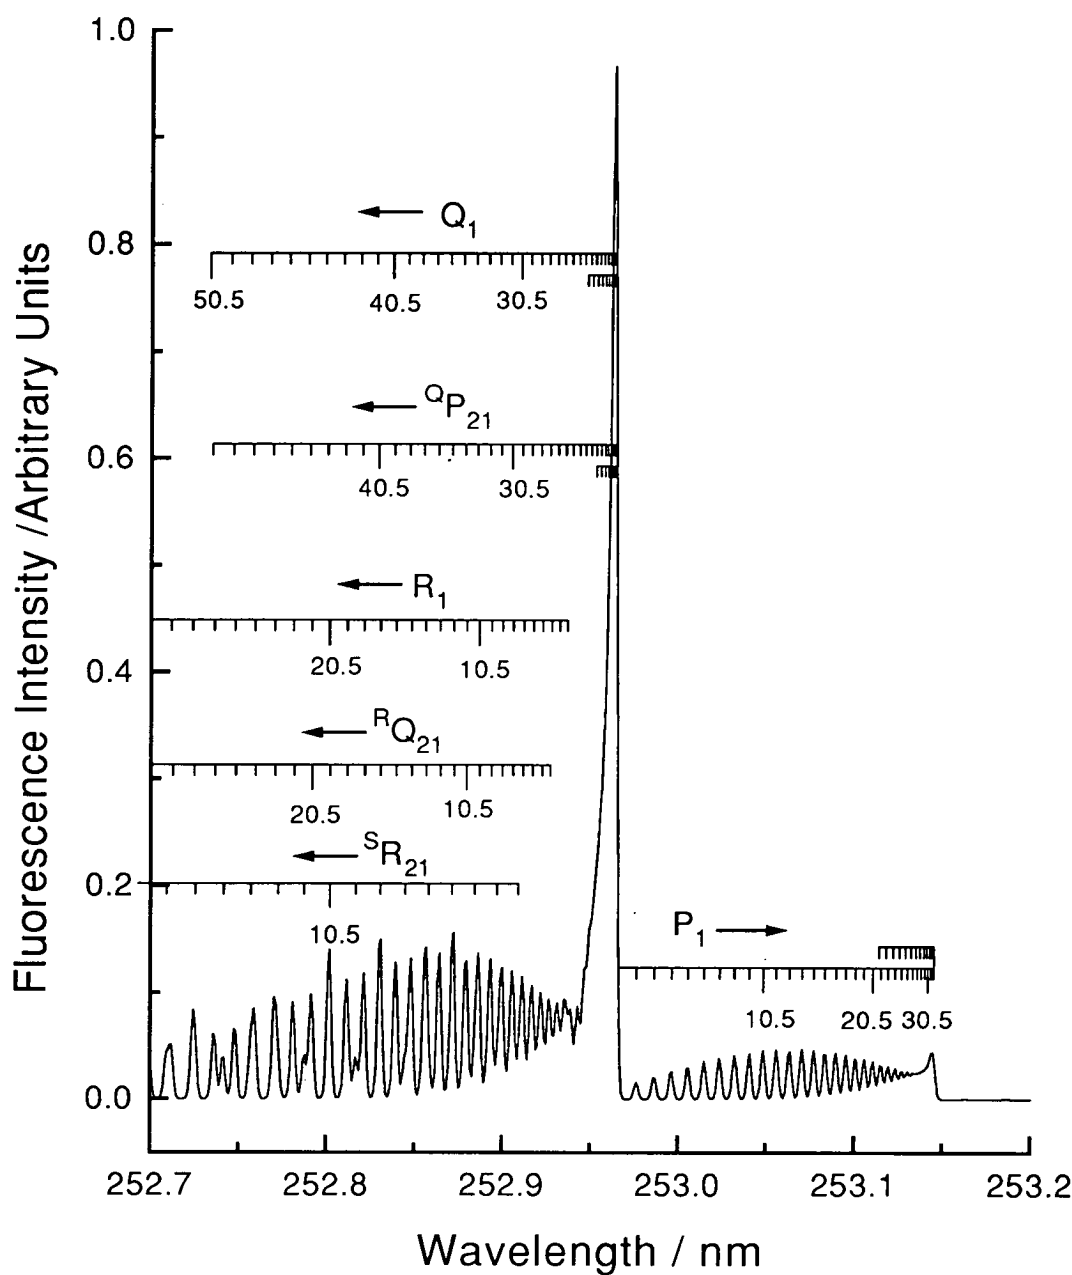 1.0
0.8
0.6
0.4
0.2
0.0
Fluorescence Intensity /Arbitrary Units
Q₁
50.5 40.5 30.5
QP₂₁
40.5 30.5
R₁
20.5 10.5
RQ₂₁
20.5 10.5
SR₂₁
10.5
P₁
10.5 20.5 30.5
252.7 252.8 252.9 253.0 253.1 253.2
Wavelength / nm